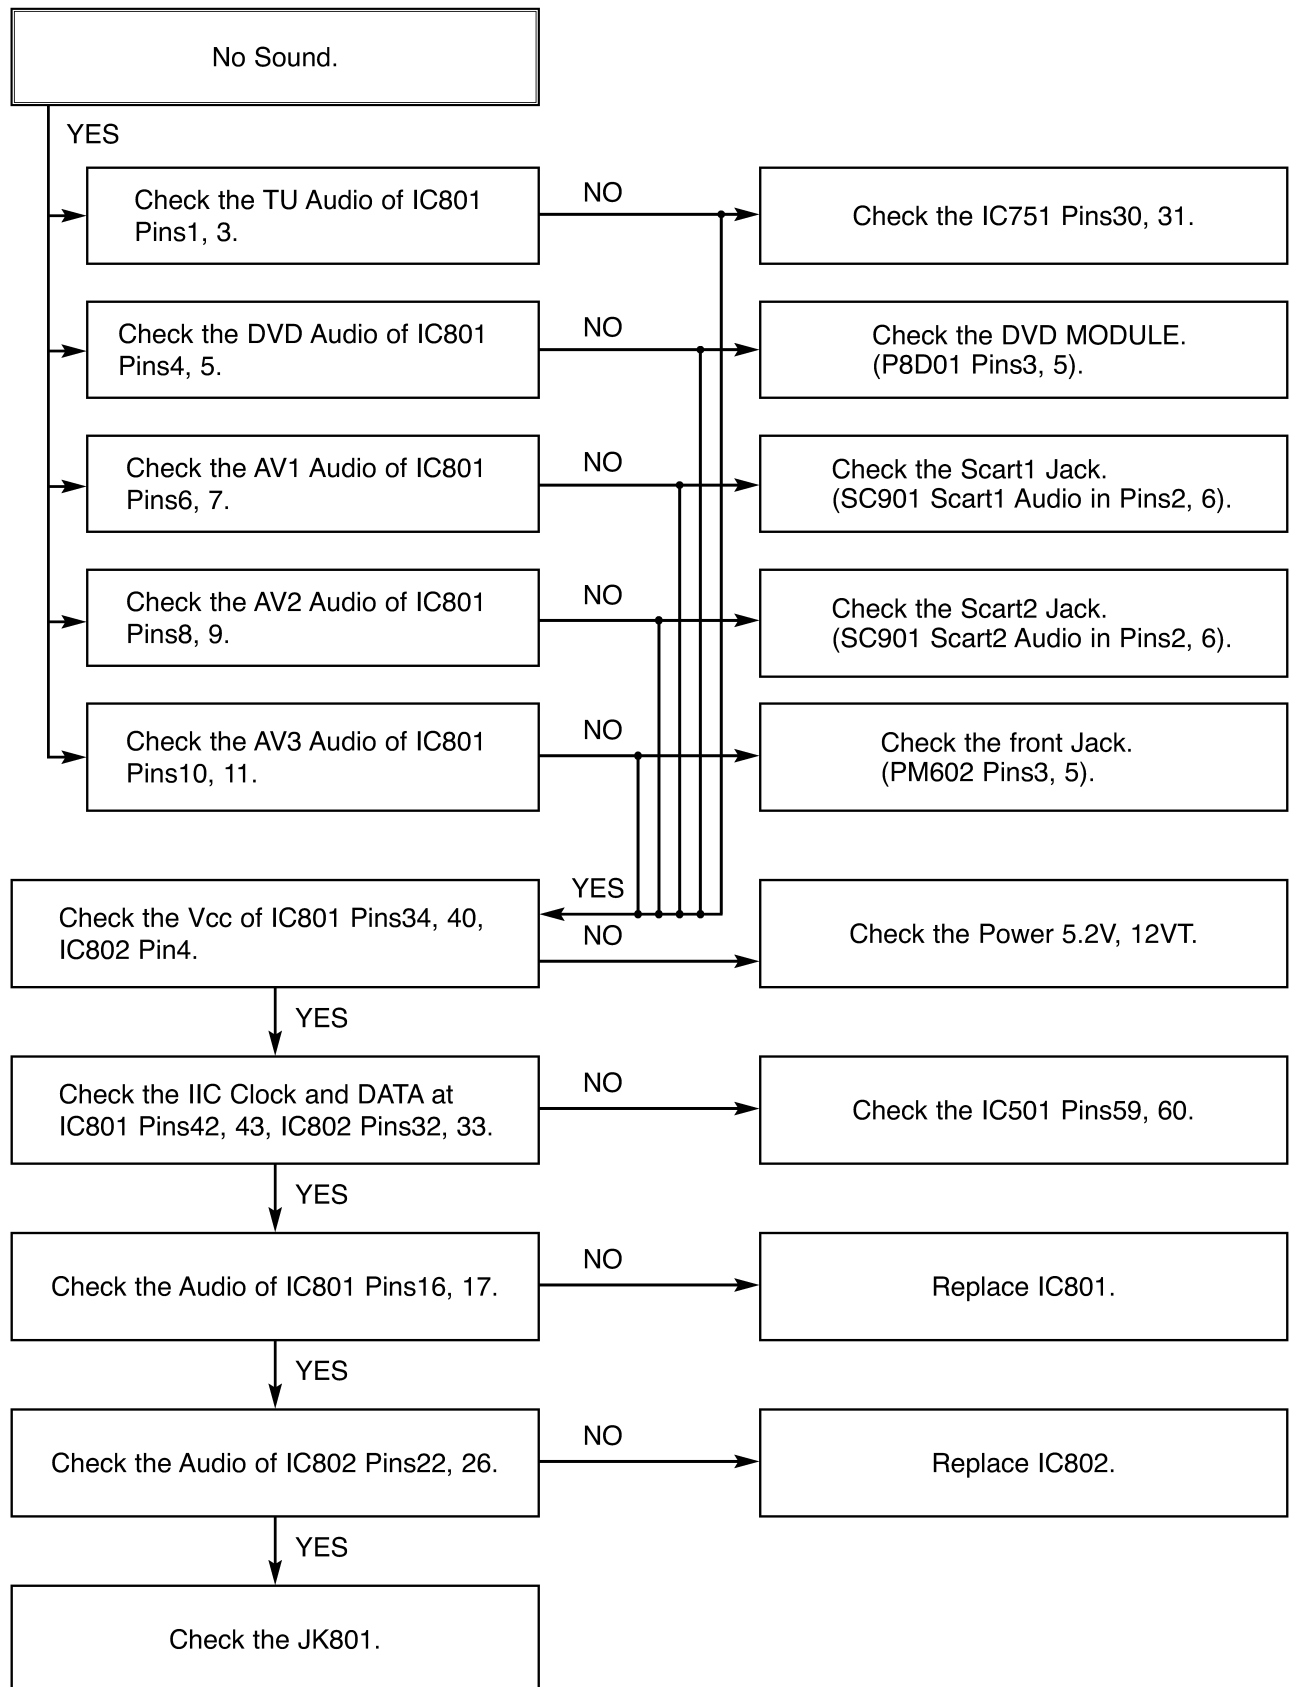 No Sound.
YES
Check the TU Audio of IC801
Pins1, 3.
NO
Check the IC751 Pins30, 31.
Check the DVD Audio of IC801
Pins4, 5.
NO
Check the DVD MODULE.
(P8D01 Pins3, 5).
Check the AV1 Audio of IC801
Pins6, 7.
NO
Check the Scart1 Jack.
(SC901 Scart1 Audio in Pins2, 6).
Check the AV2 Audio of IC801
Pins8, 9.
NO
Check the Scart2 Jack.
(SC901 Scart2 Audio in Pins2, 6).
Check the AV3 Audio of IC801
Pins10, 11.
NO
Check the front Jack.
(PM602 Pins3, 5).
YES
Check the Vcc of IC801 Pins34, 40,
IC802 Pin4.
NO
Check the Power 5.2V, 12VT.
YES
Check the IIC Clock and DATA at
IC801 Pins42, 43, IC802 Pins32, 33.
NO
Check the IC501 Pins59, 60.
YES
Check the Audio of IC801 Pins16, 17.
NO
Replace IC801.
YES
Check the Audio of IC802 Pins22, 26.
NO
Replace IC802.
YES
Check the JK801.